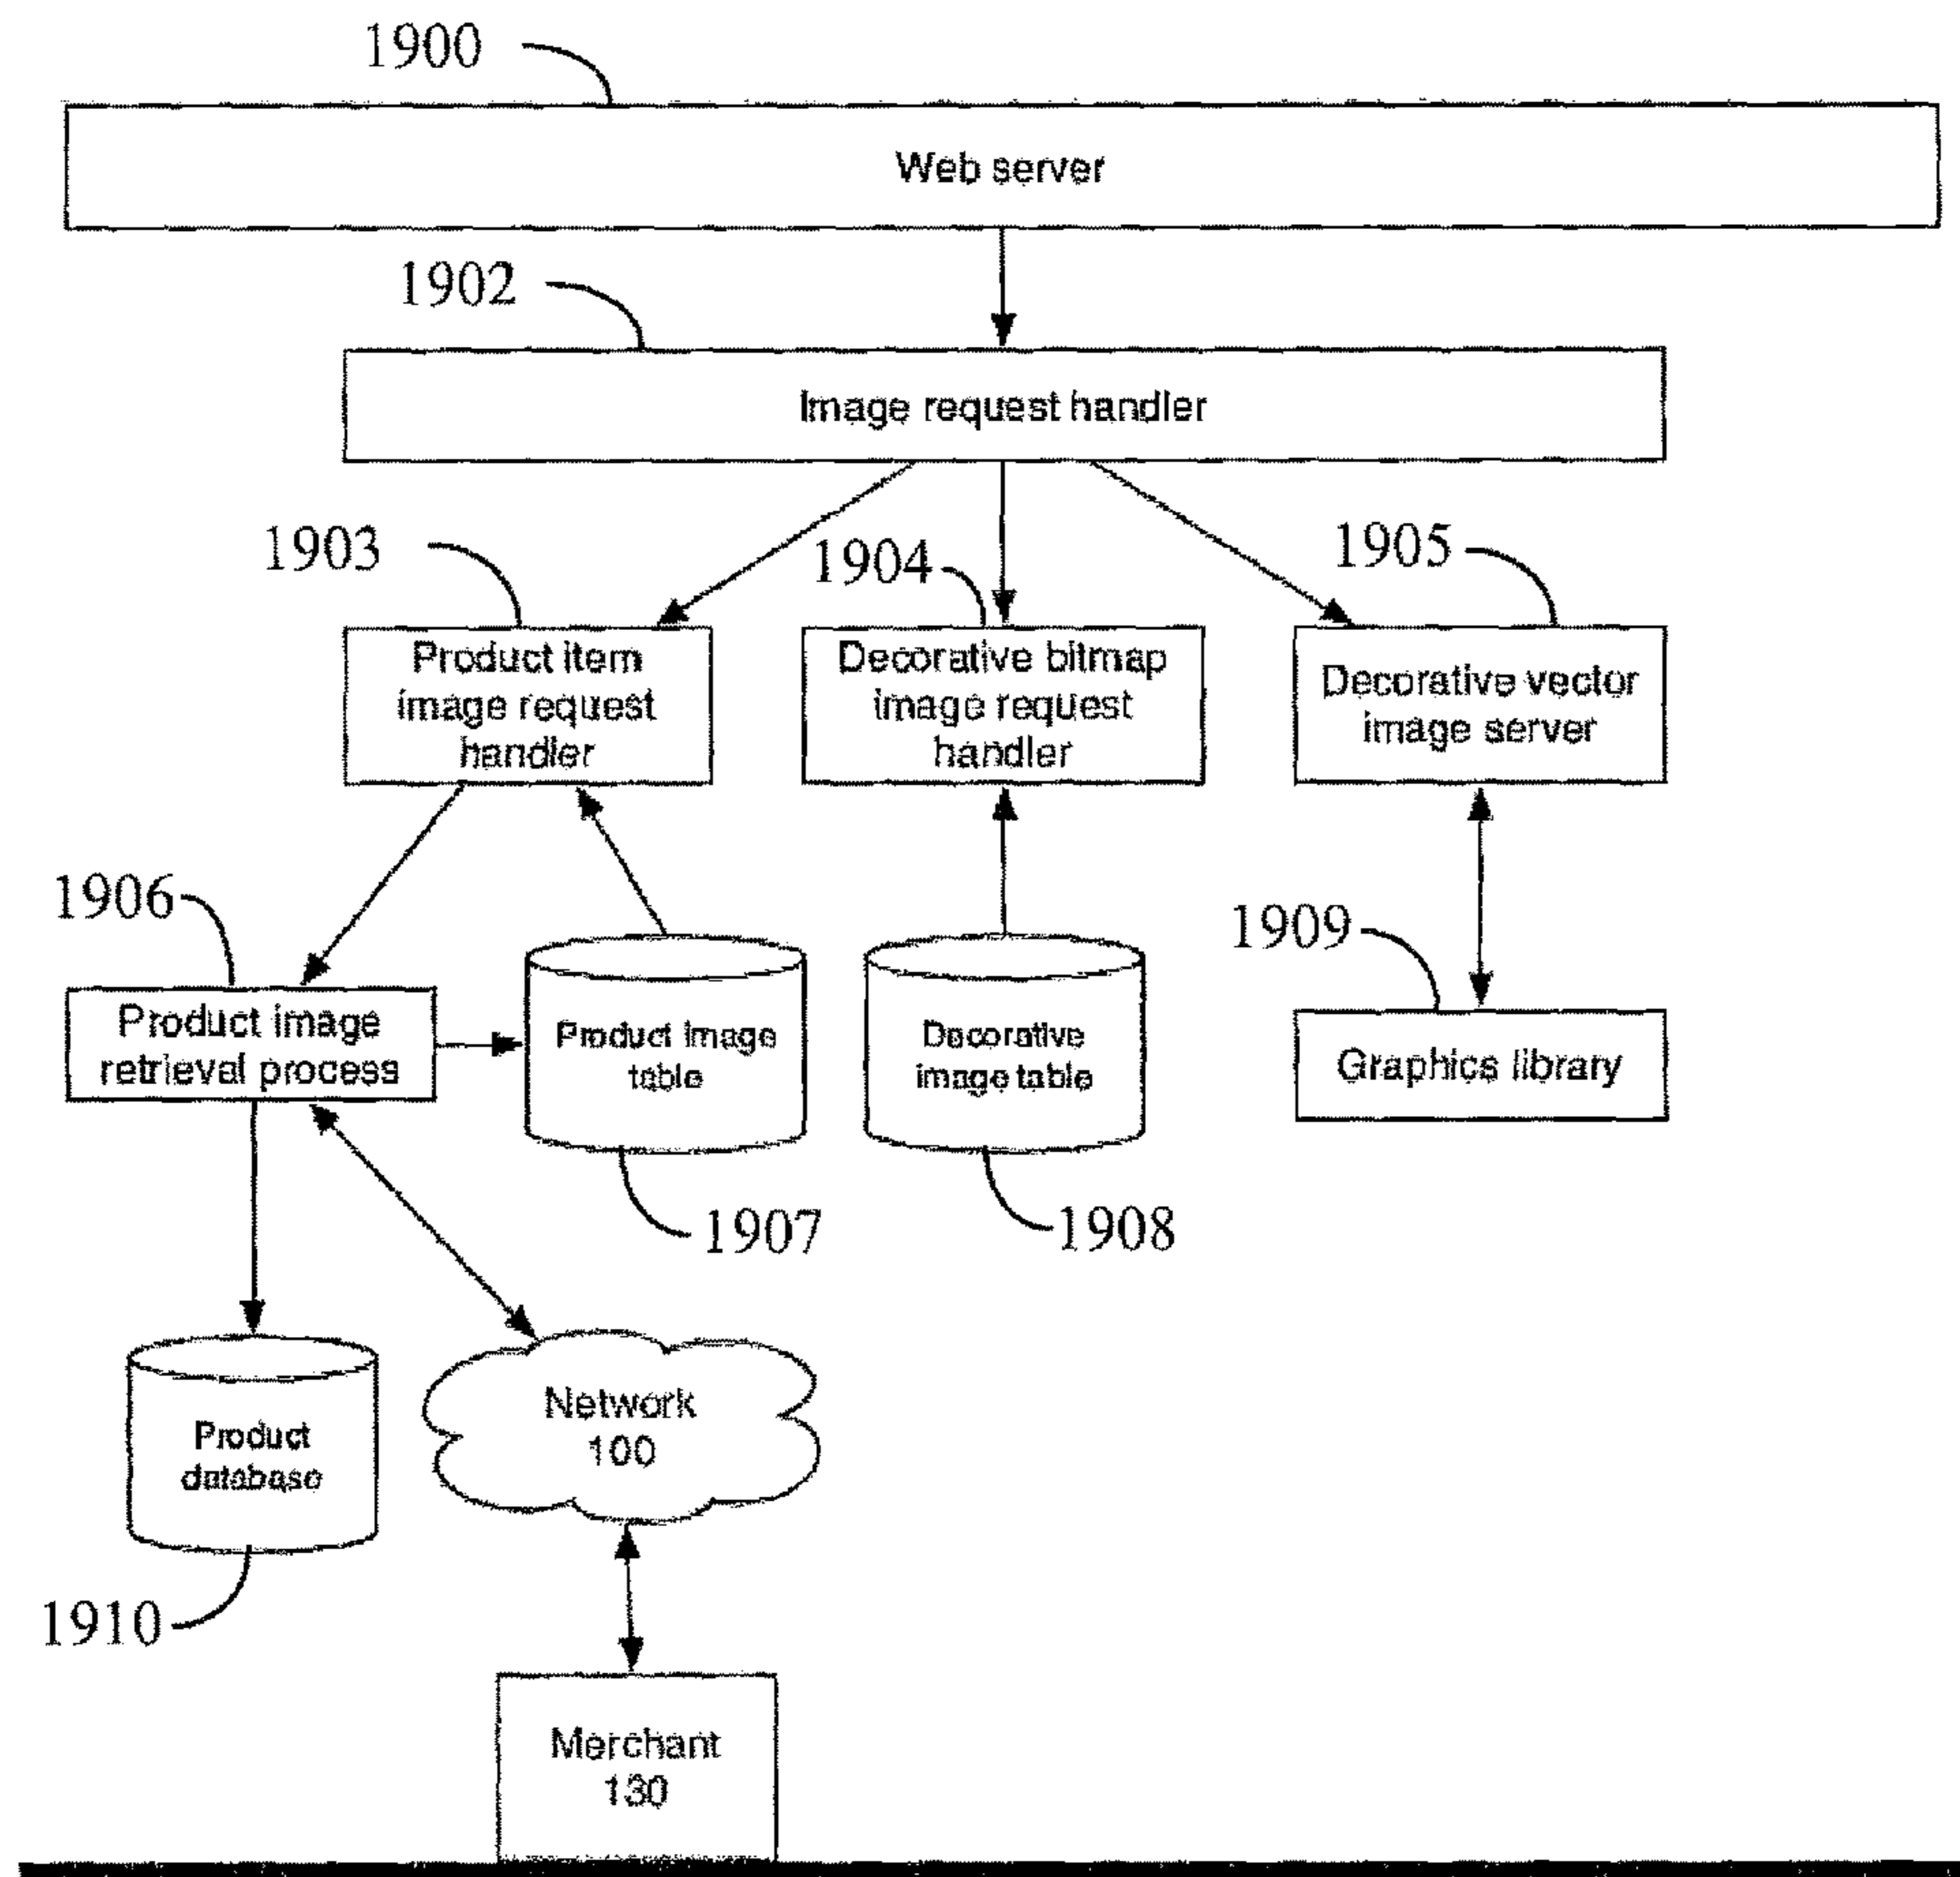 1900
Web server
1902
Image request handler
1903
1904
1905
Product item
image request
handler
Decorative bitmap
image request
handler
Decorative vector
image server
1906
1909
Product image
retrieval process
Product image
table
Decorative
image table
Graphics library
1907
1908
Network
100
Product
database
1910
Merchant
130